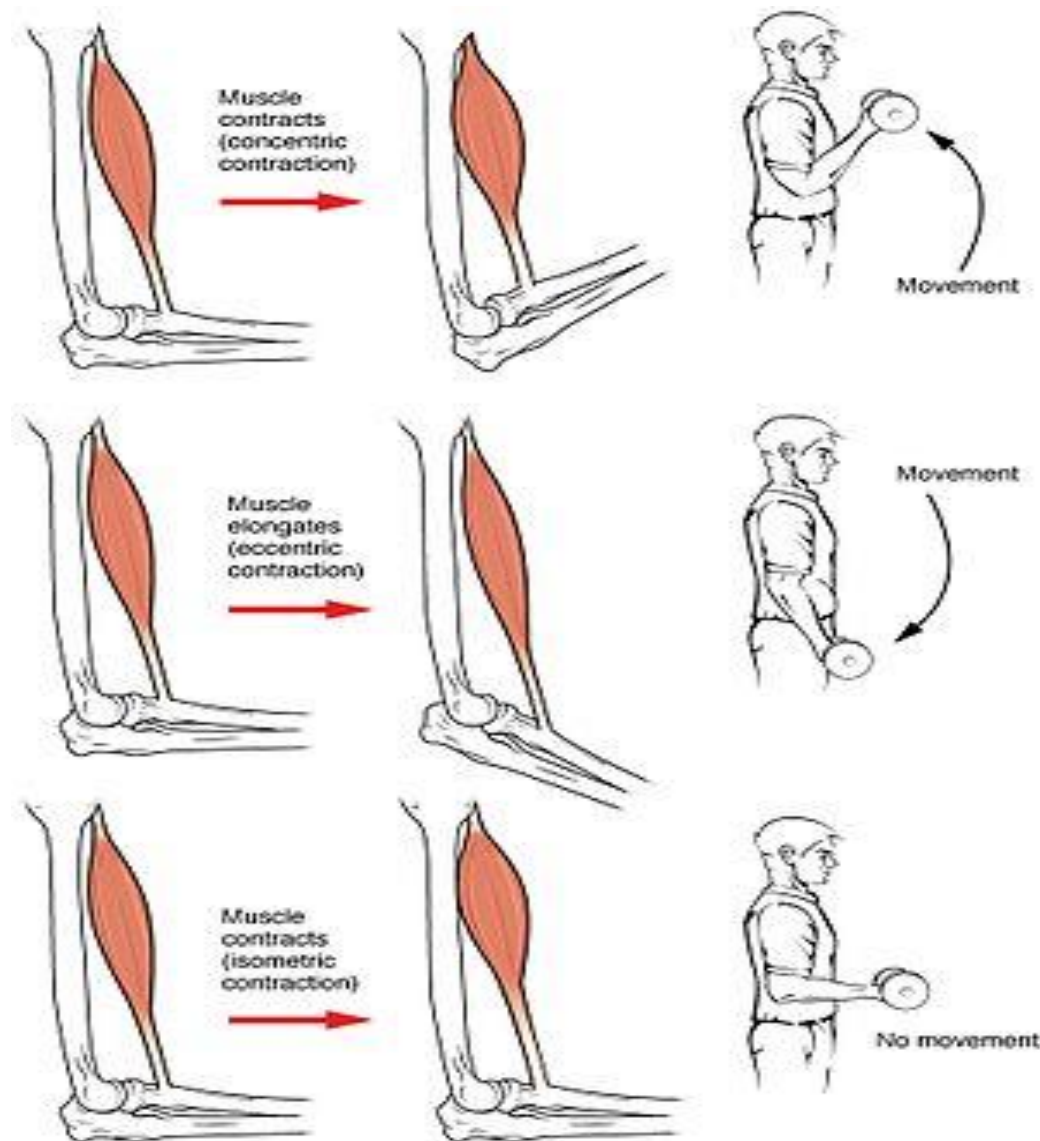 Muscle
contracts
(concentric
contraction)
Movement
Muscle
elongates
(eccentric
contraction)
Movement
Muscle
contracts
(isometric
contraction)
No movement